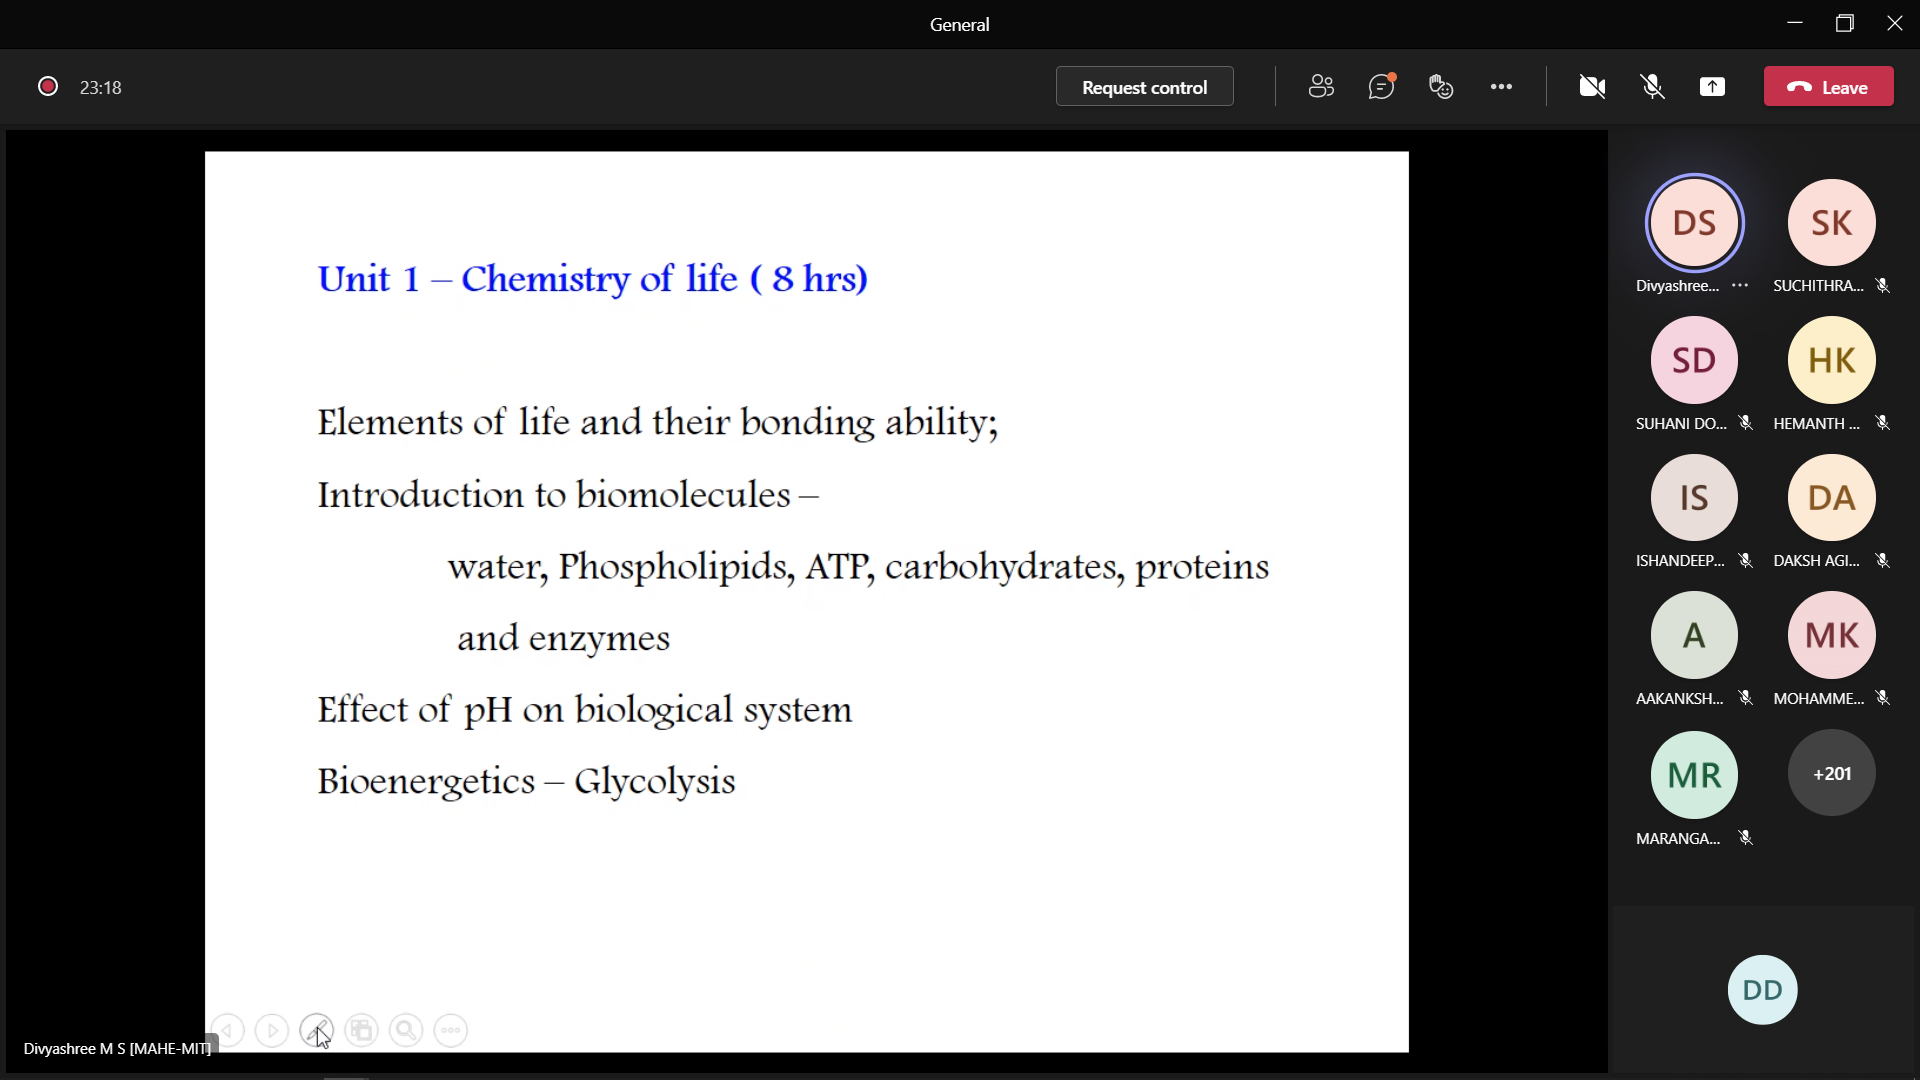 General
23:18
Request control
Leave
Unit 1 – Chemistry of life ( 8 hrs)
Elements of life and their bonding ability;
Introduction to biomolecules –
water, Phospholipids, ATP, carbohydrates, proteins
and enzymes
Effect of pH on biological system
Bioenergetics – Glycolysis
Divyashree M S [MAHE-MIT]
DS
SK
Divyashree...
SUCHITHRA...
SD
HK
SUHANI DO...
HEMANTH ...
IS
DA
ISHANDEEP...
DAKSH AGI...
A
MK
AAKANKSH...
MOHAMME...
MR
+201
MARANGA...
DD